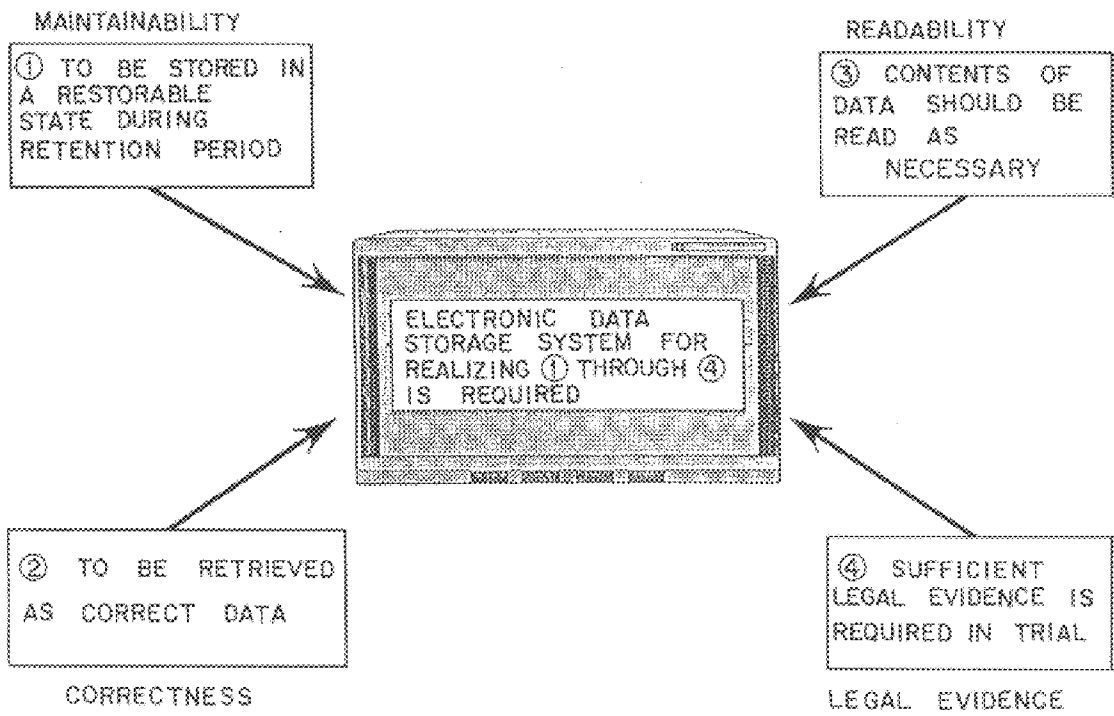 MAINTAINABILITY
① TO BE STORED IN
A RESTORABLE
STATE DURING
RETENTION PERIOD
READABILITY
③ CONTENTS OF
DATA SHOULD BE
READ AS
NECESSARY
ELECTRONIC DATA
STORAGE SYSTEM FOR
REALIZING ① THROUGH ④
IS REQUIRED
② TO BE RETRIEVED
AS CORRECT DATA
CORRECTNESS
④ SUFFICIENT
LEGAL EVIDENCE IS
REQUIRED IN TRIAL
LEGAL EVIDENCE